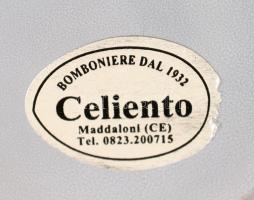 BOMBONIERE DAL 1932
Celiento
Maddaloni (CE)
Tel. 0823.200715